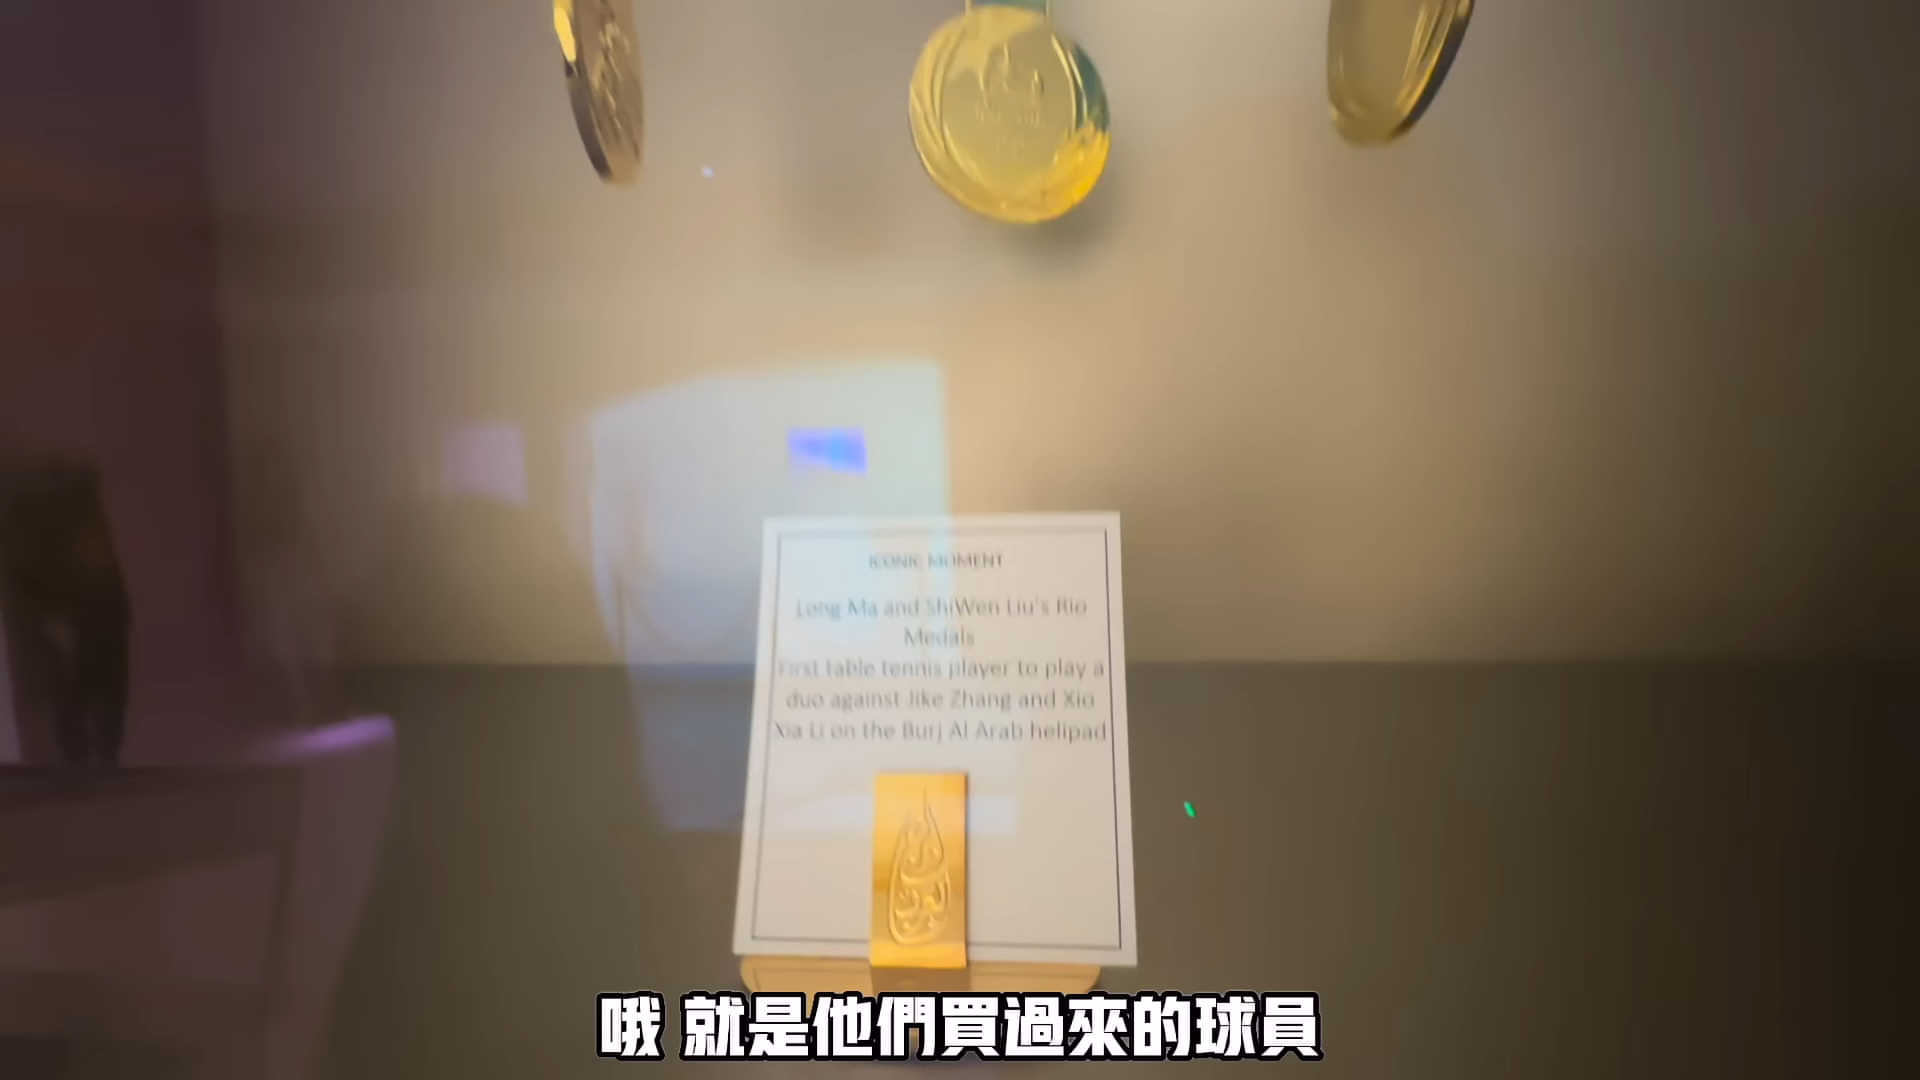 ICONIC MOMENT
Long Ma and ShiWen Liu's Rio
Medals
First table tennis player to play a
duo against Jike Zhang and Xio
Xia Li on the Burj Al Arab helipad
哦 就是他們買過來的球員